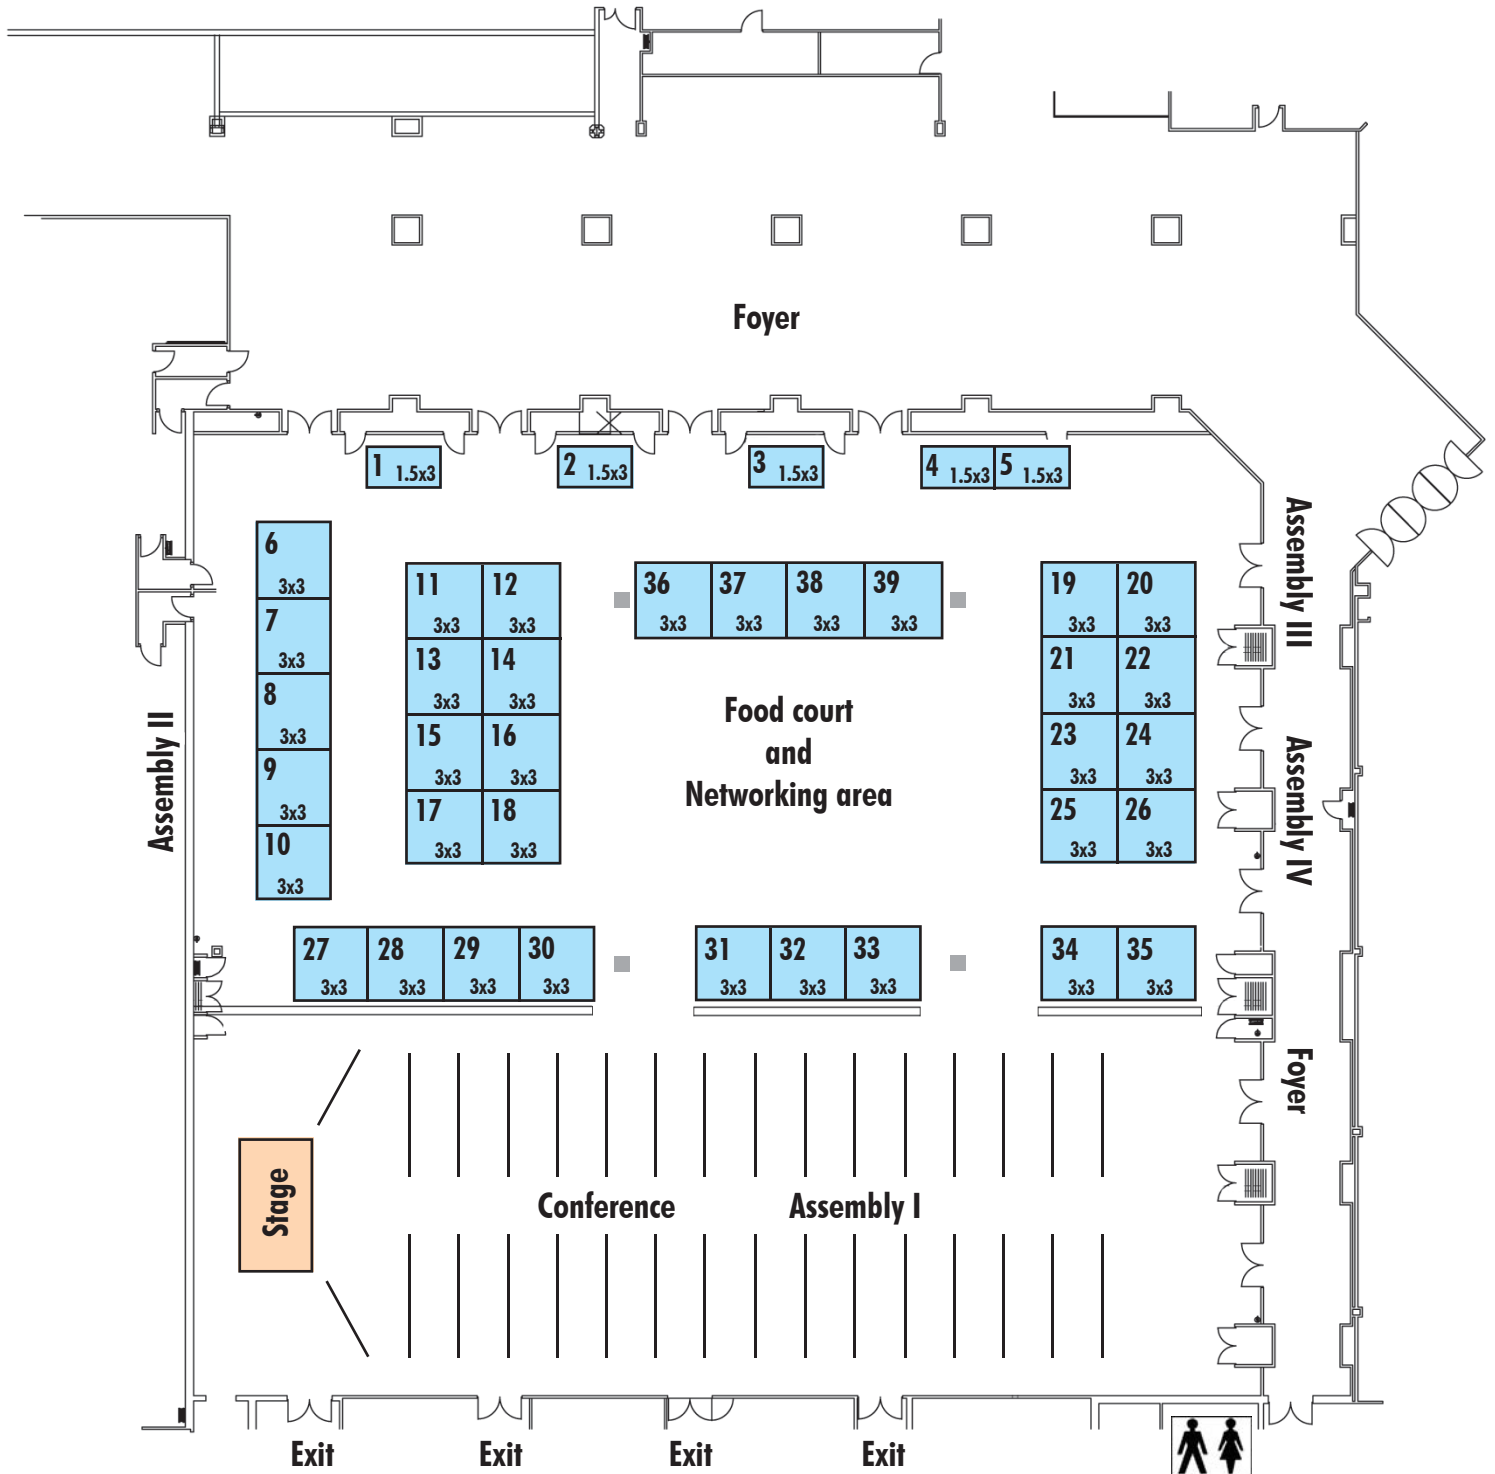 Foyer
1 1.5x3
2 1.5x3
3 1.5x3
4 1.5x3
5 1.5x3
6
3x3
7
3x3
8
3x3
9
3x3
10
3x3
11
3x3
12
3x3
13
3x3
14
3x3
15
3x3
16
3x3
17
3x3
18
3x3
36
3x3
37
3x3
38
3x3
39
3x3
Food court
and
Networking area
19
3x3
20
3x3
21
3x3
22
3x3
23
3x3
24
3x3
25
3x3
26
3x3
Assembly II
Assembly III
Assembly IV
Foyer
27
3x3
28
3x3
29
3x3
30
3x3
31
3x3
32
3x3
33
3x3
34
3x3
35
3x3
Stage
Conference
Assembly I
Exit
Exit
Exit
Exit